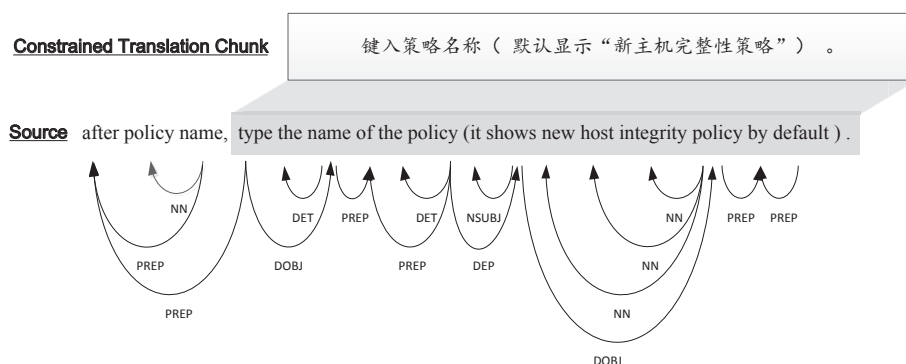 Constrained Translation Chunk
键入策略名称（ 默认显示“新主机完整性策略”） 。
Source after policy name, type the name of the policy (it shows new host integrity policy by default ) .
NN DET PREP DET NSUBJ NN PREP PREP
PREP DOBJ PREP DEP NN
PREP NN
DOBJ